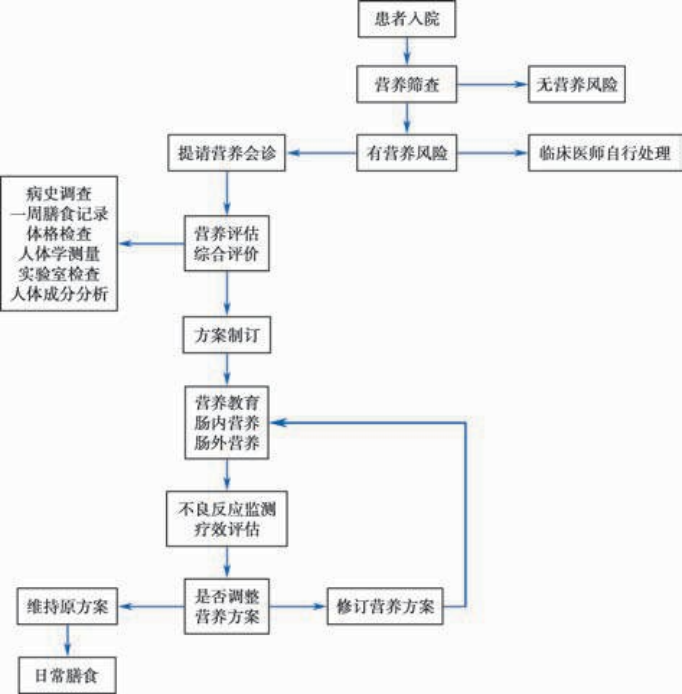 患者入院
营养筛查
无营养风险
提请营养会诊
有营养风险
临床医师自行处理
病史调查
一周膳食记录
体格检查
人体学测量
实验室检查
人体成分分析
营养评估
综合评价
方案制订
营养教育
肠内营养
肠外营养
不良反应监测
疗效评估
维持原方案
是否调整
营养方案
修订营养方案
日常膳食